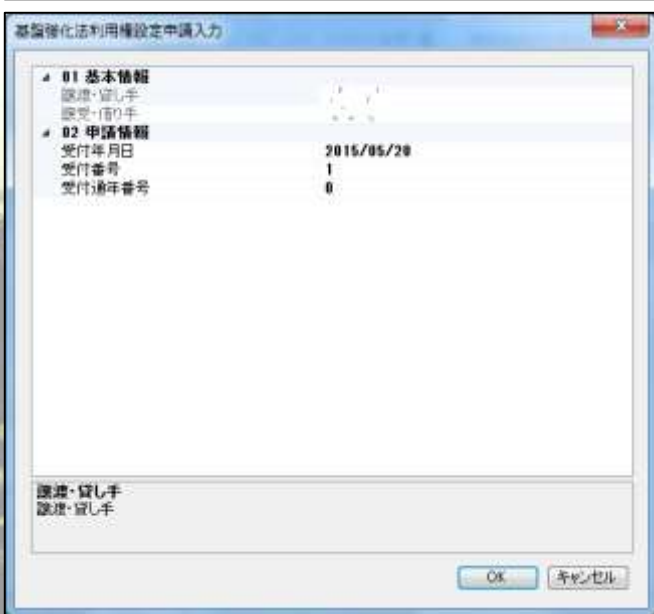 基盤強化法利用権設定申請入力
01 基本情報
譲渡・貸し手
譲受・借り手
02 申請情報
受付年月日 2015/05/20
受付番号 1
受付通年番号 0
譲渡・貸し手
譲渡・貸し手
OK キャンセル